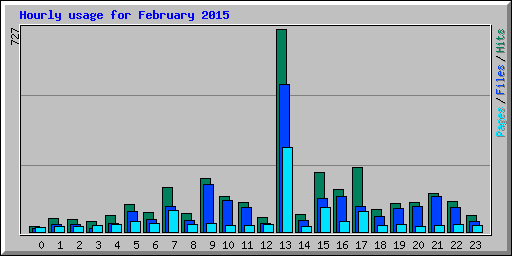 Hourly usage for February 2015
727
Pages / Files / Hits
0 1 2 3 4 5 6 7 8 9 10 11 12 13 14 15 16 17 18 19 20 21 22 23